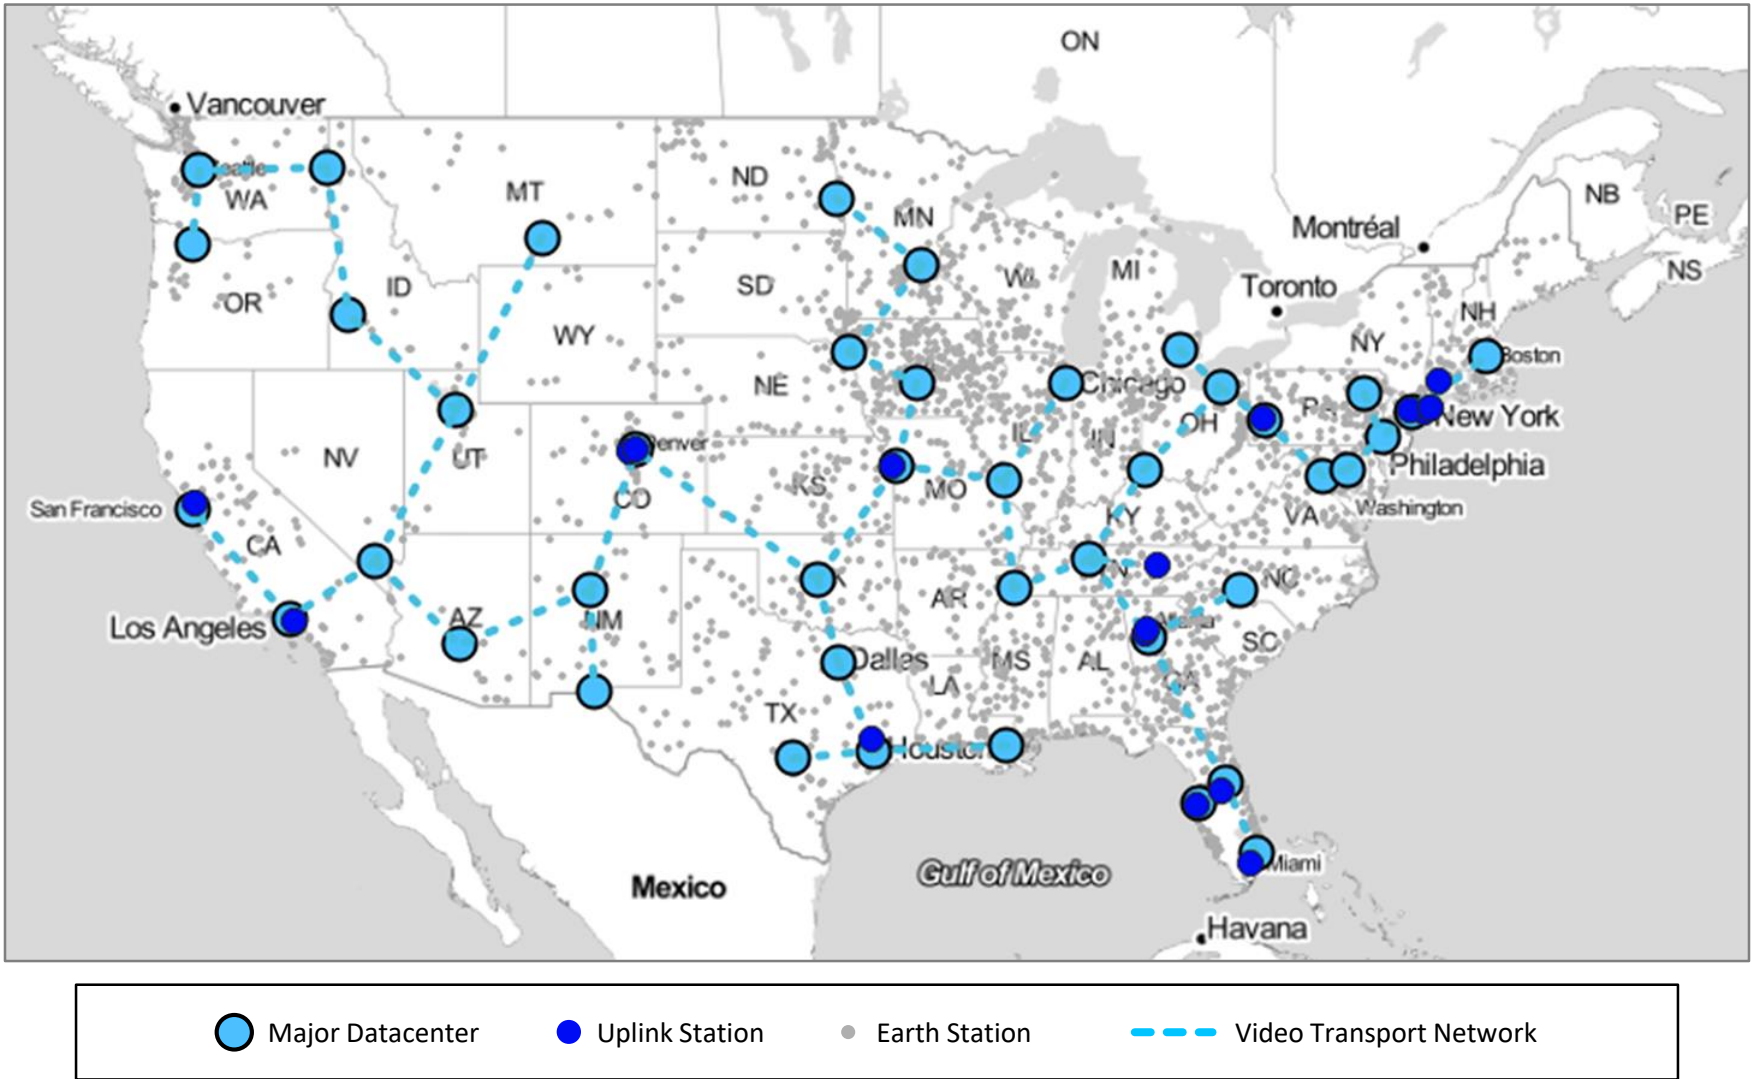 ON
Vancouver
MT
ND
MN
WA
NB
PE
Montréal
NS
OR
ID
SD
WI
MI
Toronto
NH
WY
NY
Boston
NE
Chicago
New York
OH
Denver
NV
UT
IL
IN
Philadelphia
KS
MO
CO
San Francisco
Washington
KY
VA
CA
AR
NC
Los Angeles
AZ
NM
SC
Dallas
MS
AL
LA
GA
TX
Miami
Mexico
Gulf of Mexico
Havana
Major Datacenter
Uplink Station
Earth Station
Video Transport Network